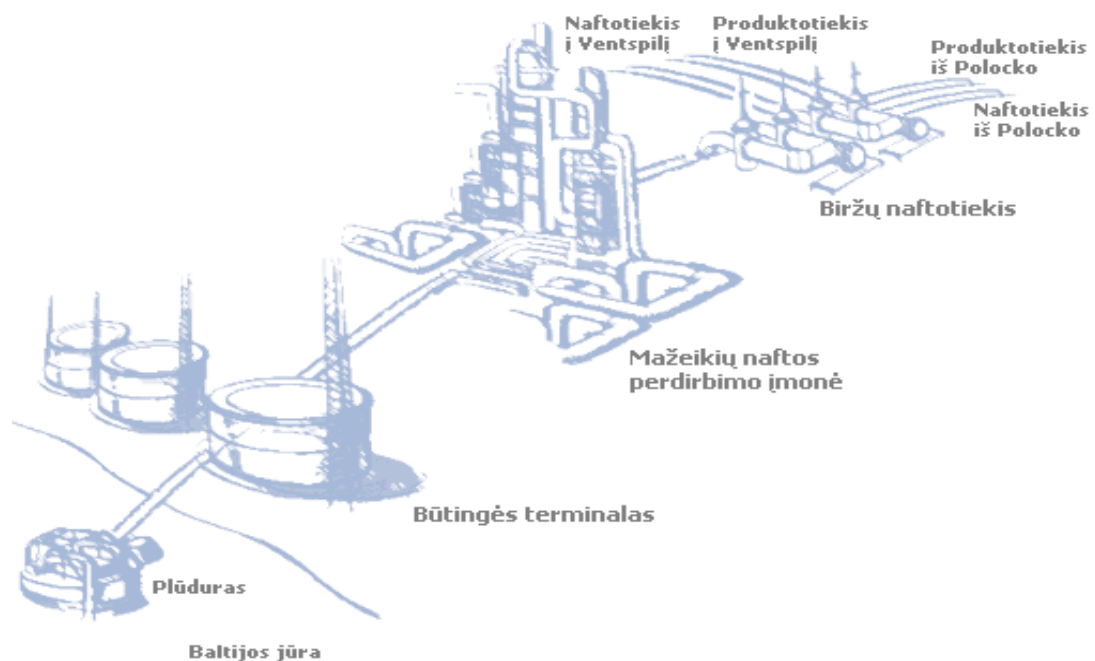 Naftotiekis
į Ventspilį
Produktotiekis
į Ventspilį
Produktotiekis
iš Polocko
Naftotiekis
iš Polocko
Biržų naftotiekis
Mažeikių naftos
perdirbimo įmonė
Būtingės terminalas
Plūduras
Baltijos jūra